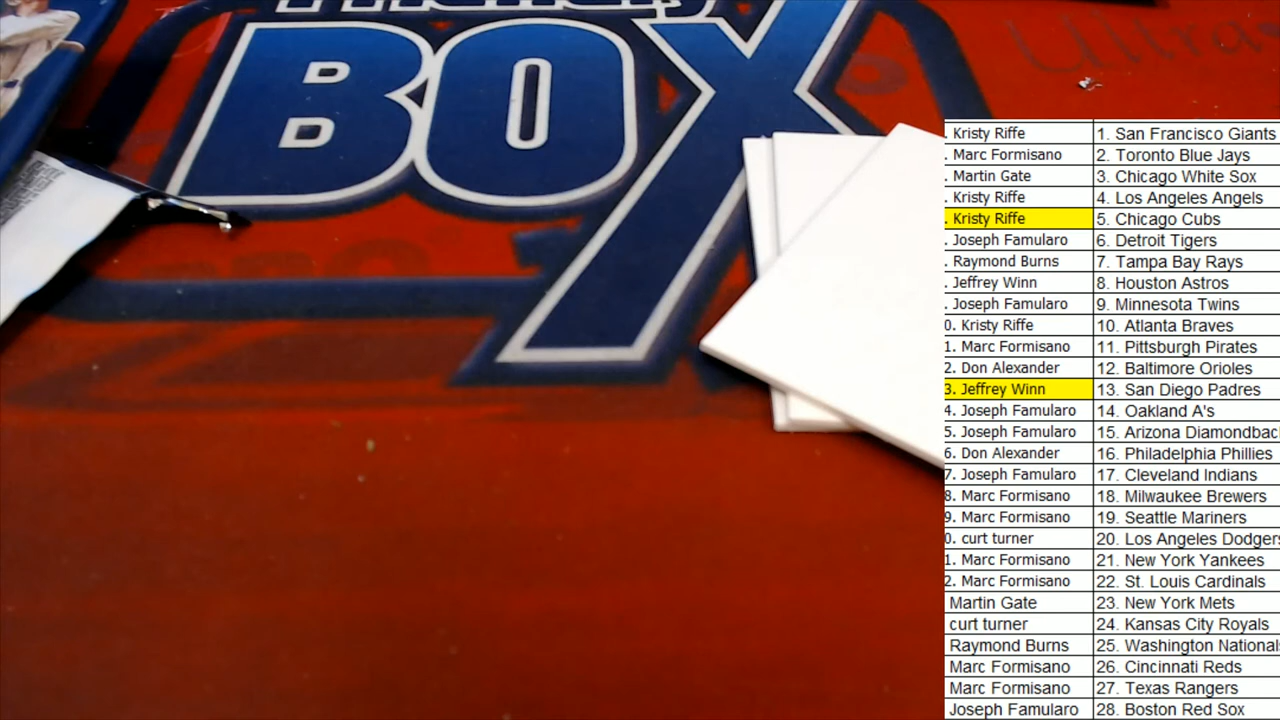 BOX
Ultra
. Kristy Riffe 1. San Francisco Giants
. Marc Formisano 2. Toronto Blue Jays
. Martin Gate 3. Chicago White Sox
. Kristy Riffe 4. Los Angeles Angels
. Kristy Riffe 5. Chicago Cubs
. Joseph Famularo 6. Detroit Tigers
. Raymond Burns 7. Tampa Bay Rays
. Jeffrey Winn 8. Houston Astros
. Joseph Famularo 9. Minnesota Twins
0. Kristy Riffe 10. Atlanta Braves
1. Marc Formisano 11. Pittsburgh Pirates
2. Don Alexander 12. Baltimore Orioles
3. Jeffrey Winn 13. San Diego Padres
4. Joseph Famularo 14. Oakland A's
5. Joseph Famularo 15. Arizona Diamondbac
6. Don Alexander 16. Philadelphia Phillies
7. Joseph Famularo 17. Cleveland Indians
8. Marc Formisano 18. Milwaukee Brewers
9. Marc Formisano 19. Seattle Mariners
0. curt turner 20. Los Angeles Dodgers
1. Marc Formisano 21. New York Yankees
2. Marc Formisano 22. St. Louis Cardinals
Martin Gate 23. New York Mets
curt turner 24. Kansas City Royals
Raymond Burns 25. Washington Nationals
Marc Formisano 26. Cincinnati Reds
Marc Formisano 27. Texas Rangers
Joseph Famularo 28. Boston Red Sox